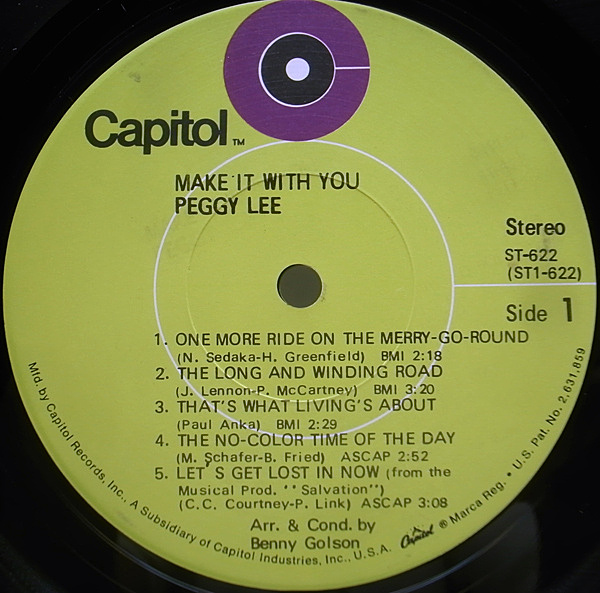 Capitol™
MAKE IT WITH YOU
PEGGY LEE
Stereo
ST-622
(ST1-622)
Side 1
1. ONE MORE RIDE ON THE MERRY-GO-ROUND
(N. Sedaka-H. Greenfield) BMI 2:18
2. THE LONG AND WINDING ROAD
(J. Lennon-P. McCartney) BMI 3:20
3. THAT'S WHAT LIVING'S ABOUT
(Paul Anka) BMI 2:29
4. THE NO-COLOR TIME OF THE DAY
(M. Schafer-B. Fried) ASCAP 2:52
5. LET'S GET LOST IN NOW (from the
Musical Prod. ''Salvation'')
(C.C. Courtney-P. Link) ASCAP 3:08
Arr. & Cond. by
Benny Golson
Mfd. by Capitol Records, Inc., A Subsidiary of Capitol Industries, Inc., U.S.A. Capitol ® Marca Reg. • U.S. Pat. No. 2,631,859